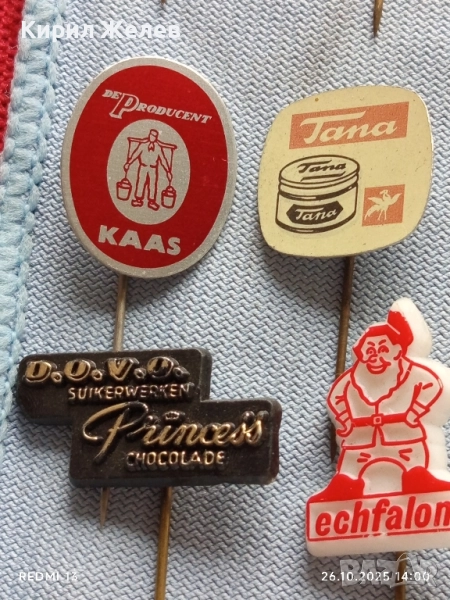 Кирил Желев
DE PRODUCENT
KAAS
Tana
Tana
Tana
D.O.V.O.
SUIKERWERKEN
Princess
CHOCOLADE
echfalon
REDMI 13
26.10.2025 14:00